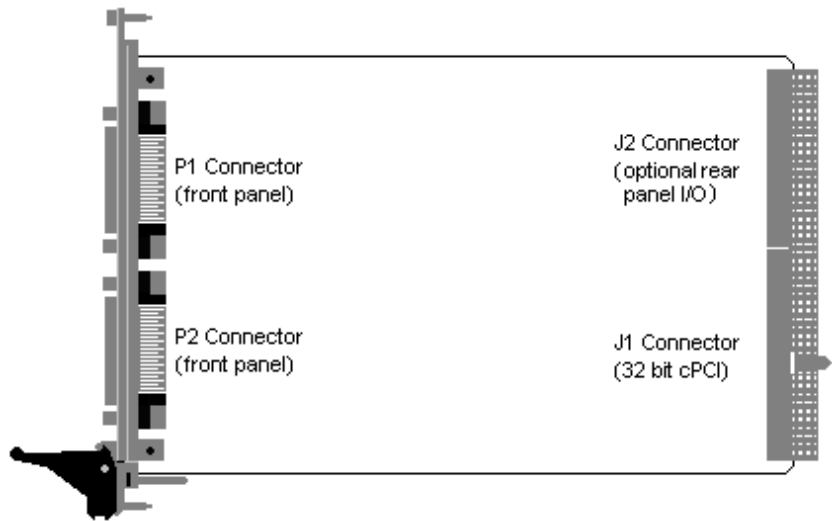 P1 Connector
(front panel)
J2 Connector
(optional rear
panel I/O)
P2 Connector
(front panel)
J1 Connector
(32 bit cPCI)